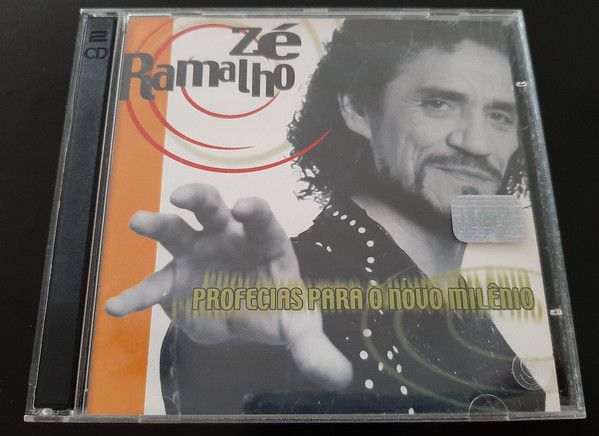 2
CD
Zé
Ramalho
PROFECIAS PARA O NOVO MILÊNIO